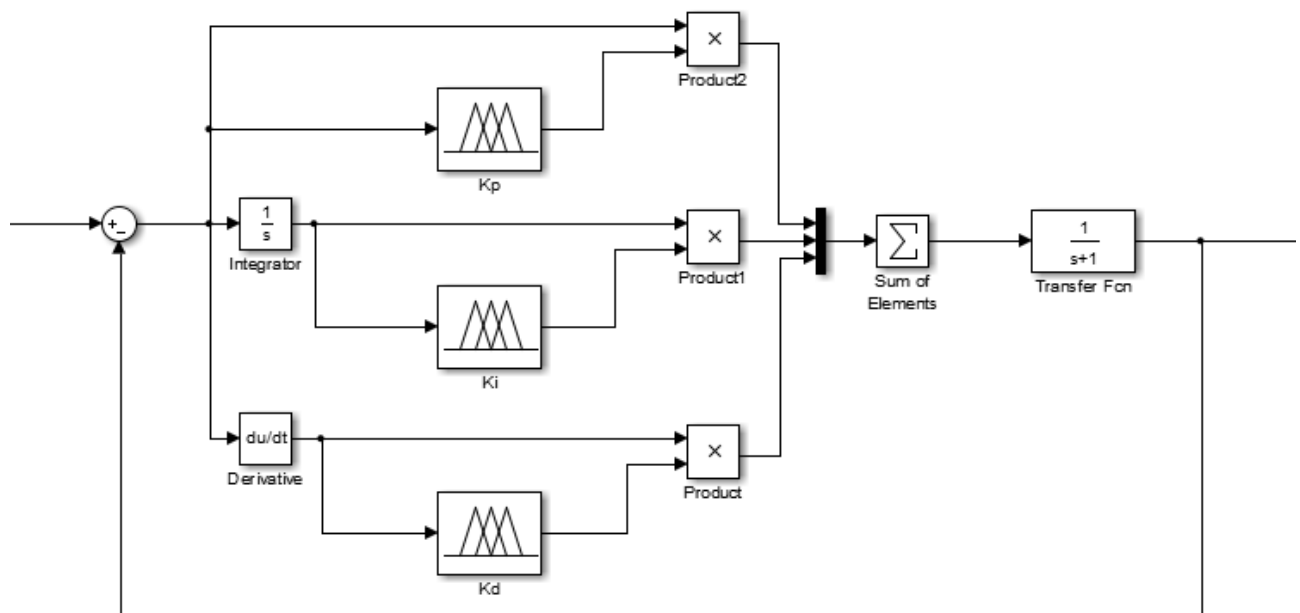 ×
Product2
Kp
+
−
1
s
Integrator
×
Product1
Ki
Σ
Sum of
Elements
1
s+1
Transfer Fcn
du/dt
Derivative
×
Product
Kd